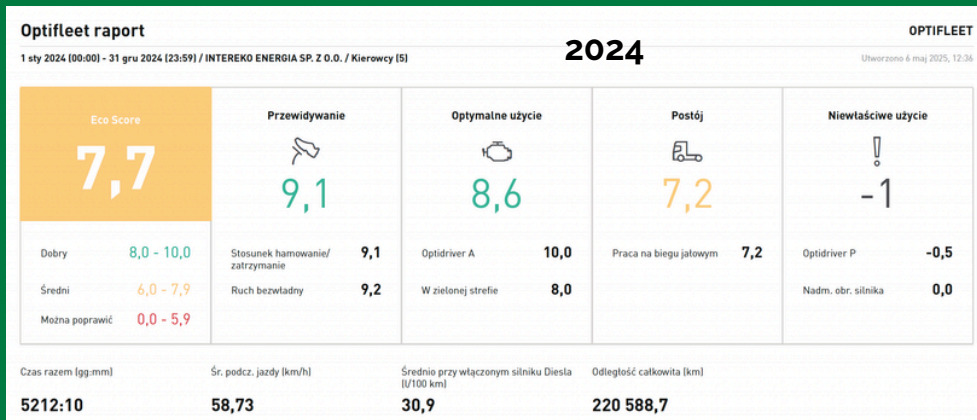 Optifleet raport
OPTIFLEET
1 sty 2024 (00:00) - 31 gru 2024 (23:59) / INTEREKO ENERGIA SP. Z O.O. / Kierowcy (5)
2024
Utworzono 6 maj 2025, 12:36
Eco Score
7,7
Dobry 8,0 - 10,0
Średni 6,0 - 7,9
Można poprawić 0,0 - 5,9
Przewidywanie
9,1
Stosunek hamowanie/
zatrzymanie 9,1
Ruch bezwładny 9,2
Optymalne użycie
8,6
Optidriver A 10,0
W zielonej strefie 8,0
Postój
7,2
Praca na biegu jałowym 7,2
Niewłaściwe użycie
!
-1
Optidriver P -0,5
Nadm. obr. silnika 0,0
Czas razem (gg:mm)
5212:10
Śr. podcz. jazdy (km/h)
58,73
Średnio przy włączonym silniku Diesla
(l/100 km)
30,9
Odległość całkowita (km)
220 588,7